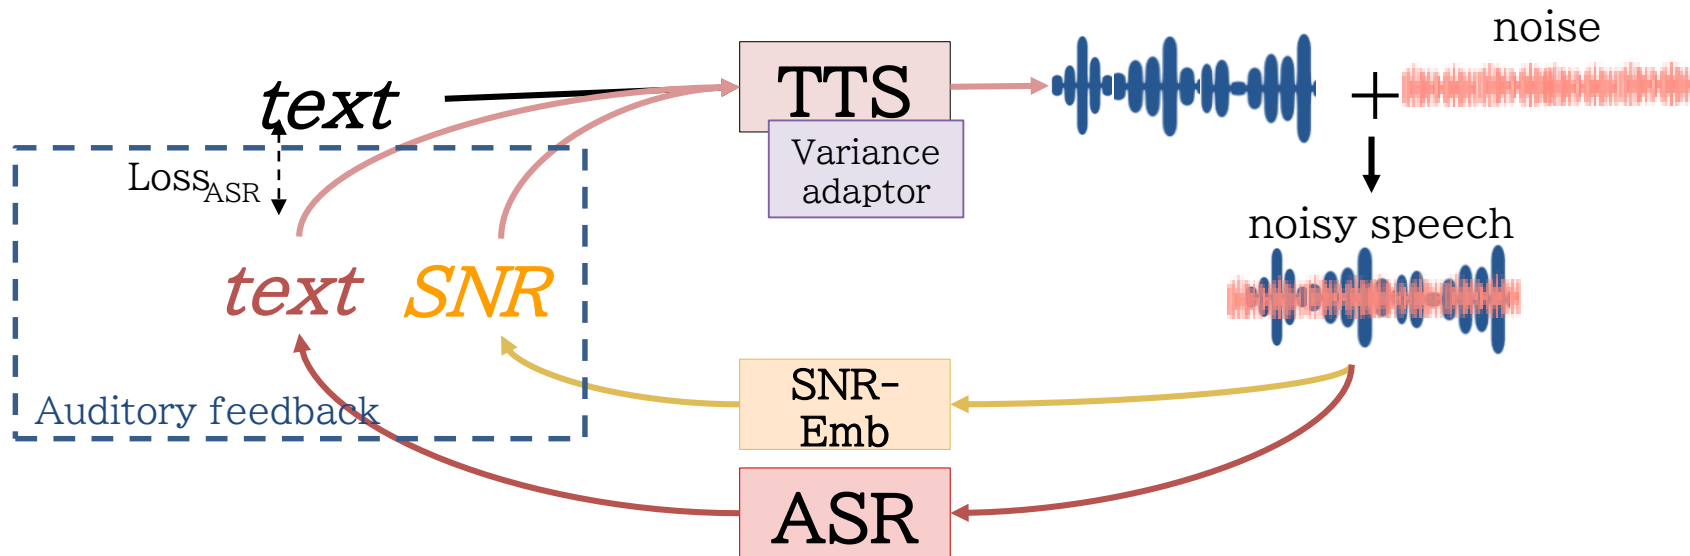 noise
text
TTS
+
Variance
adaptor
Loss_ASR
noisy speech
text
SNR
SNR-
Emb
Auditory feedback
ASR